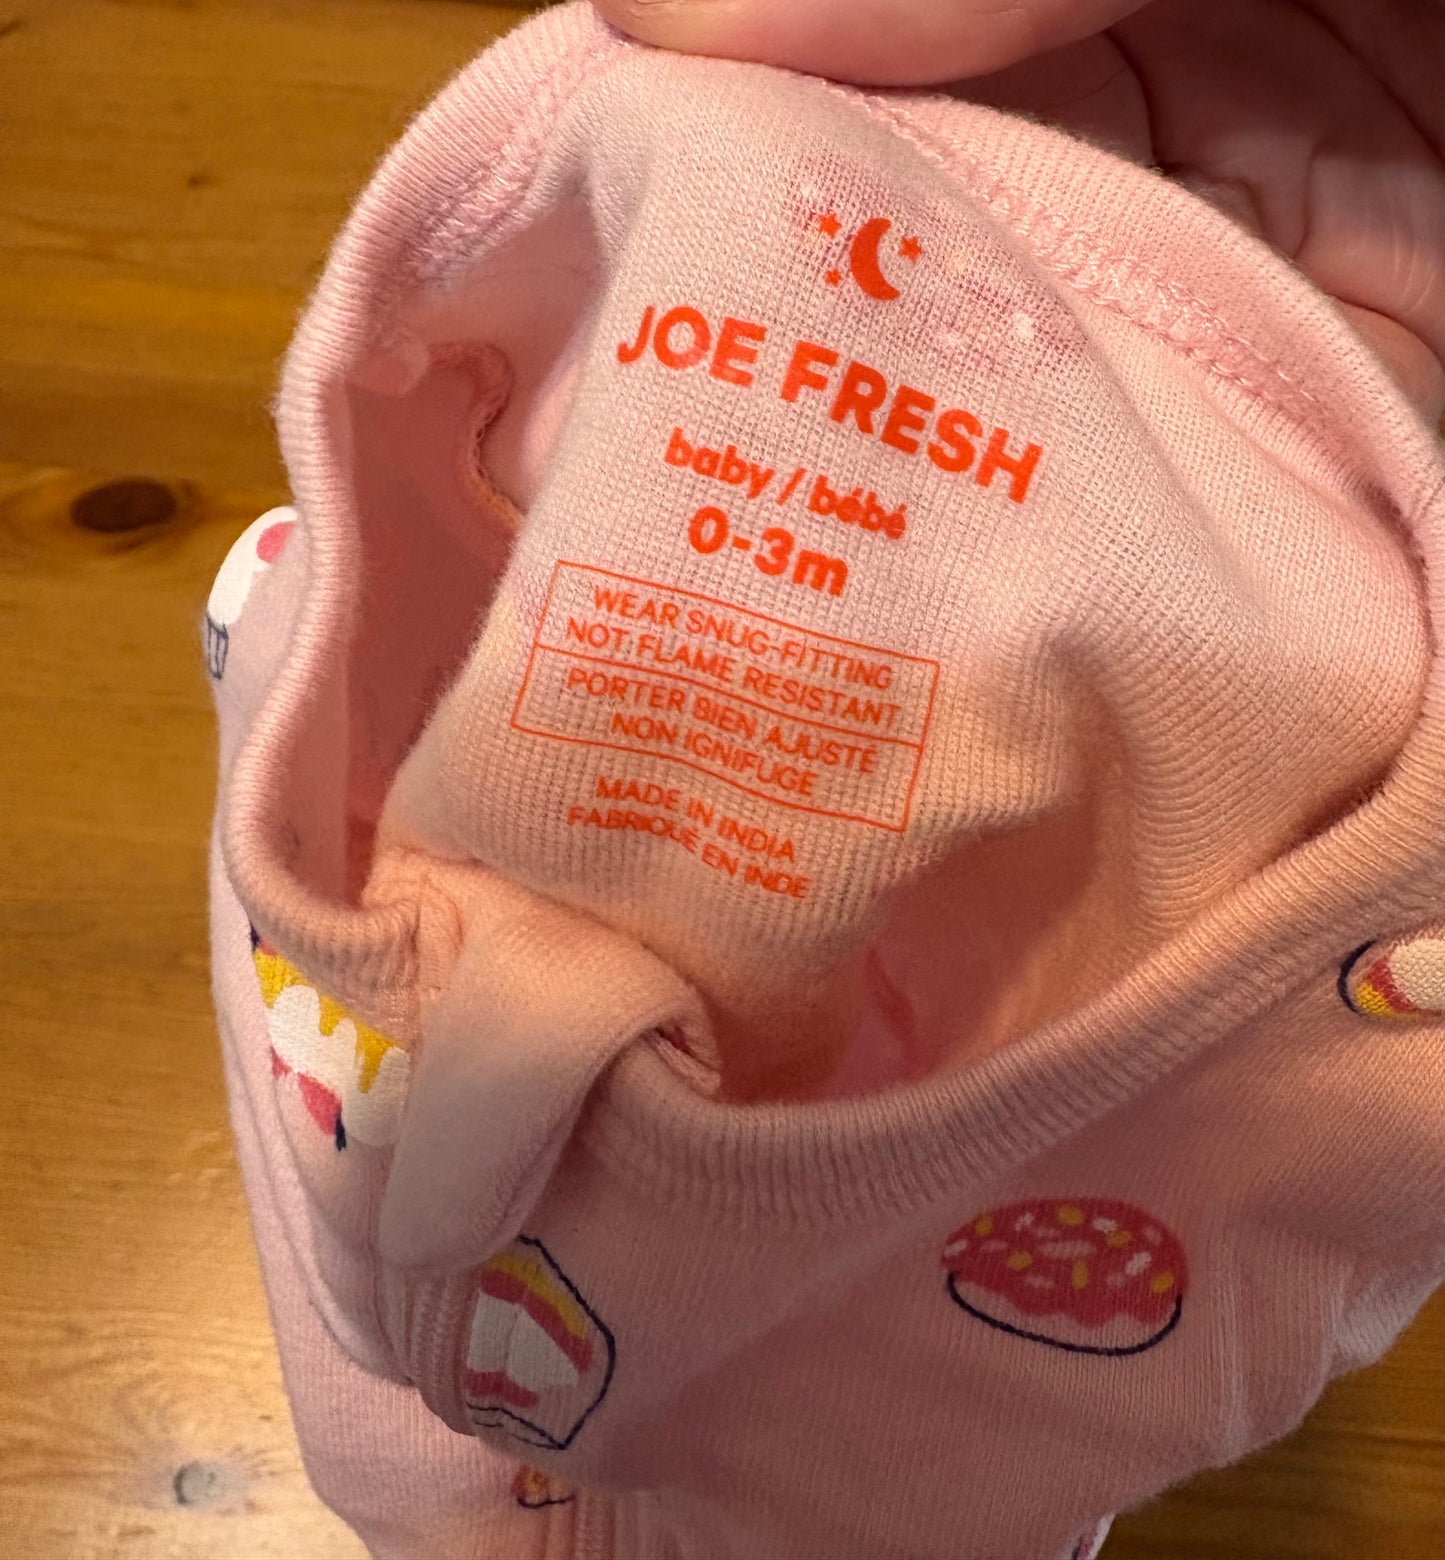 JOE FRESH
baby / bébé
0-3m
WEAR SNUG-FITTING
NOT FLAME RESISTANT
PORTER BIEN AJUSTÉ
NON IGNIFUGE
MADE IN INDIA
FABRIQUÉ EN INDE